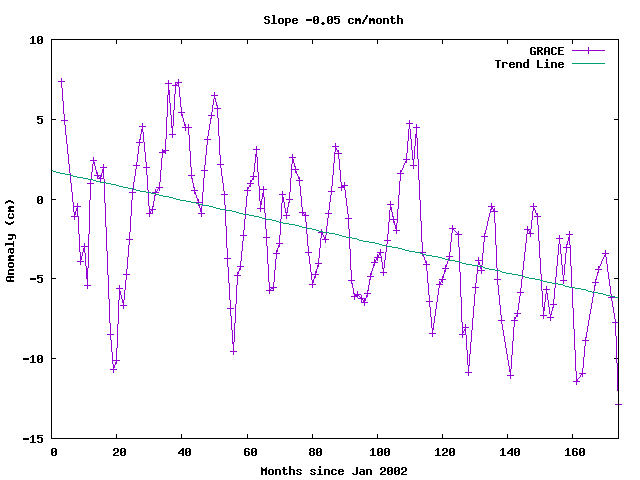 Slope -0.05 cm/month
GRACE
Trend Line
10
5
0
-5
-10
-15
Anomaly (cm)
0 20 40 60 80 100 120 140 160
Months since Jan 2002